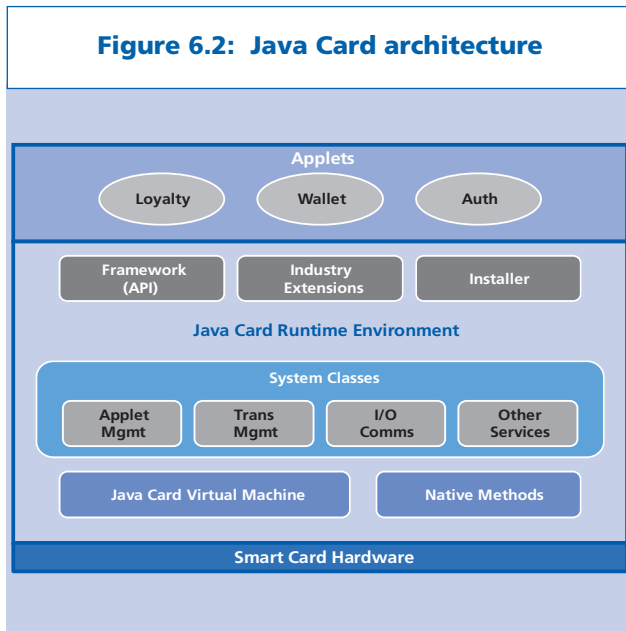 Figure 6.2: Java Card architecture
Applets
Loyalty
Wallet
Auth
Framework
(API)
Industry
Extensions
Installer
Java Card Runtime Environment
System Classes
Applet
Mgmt
Trans
Mgmt
I/O
Comms
Other
Services
Java Card Virtual Machine
Native Methods
Smart Card Hardware